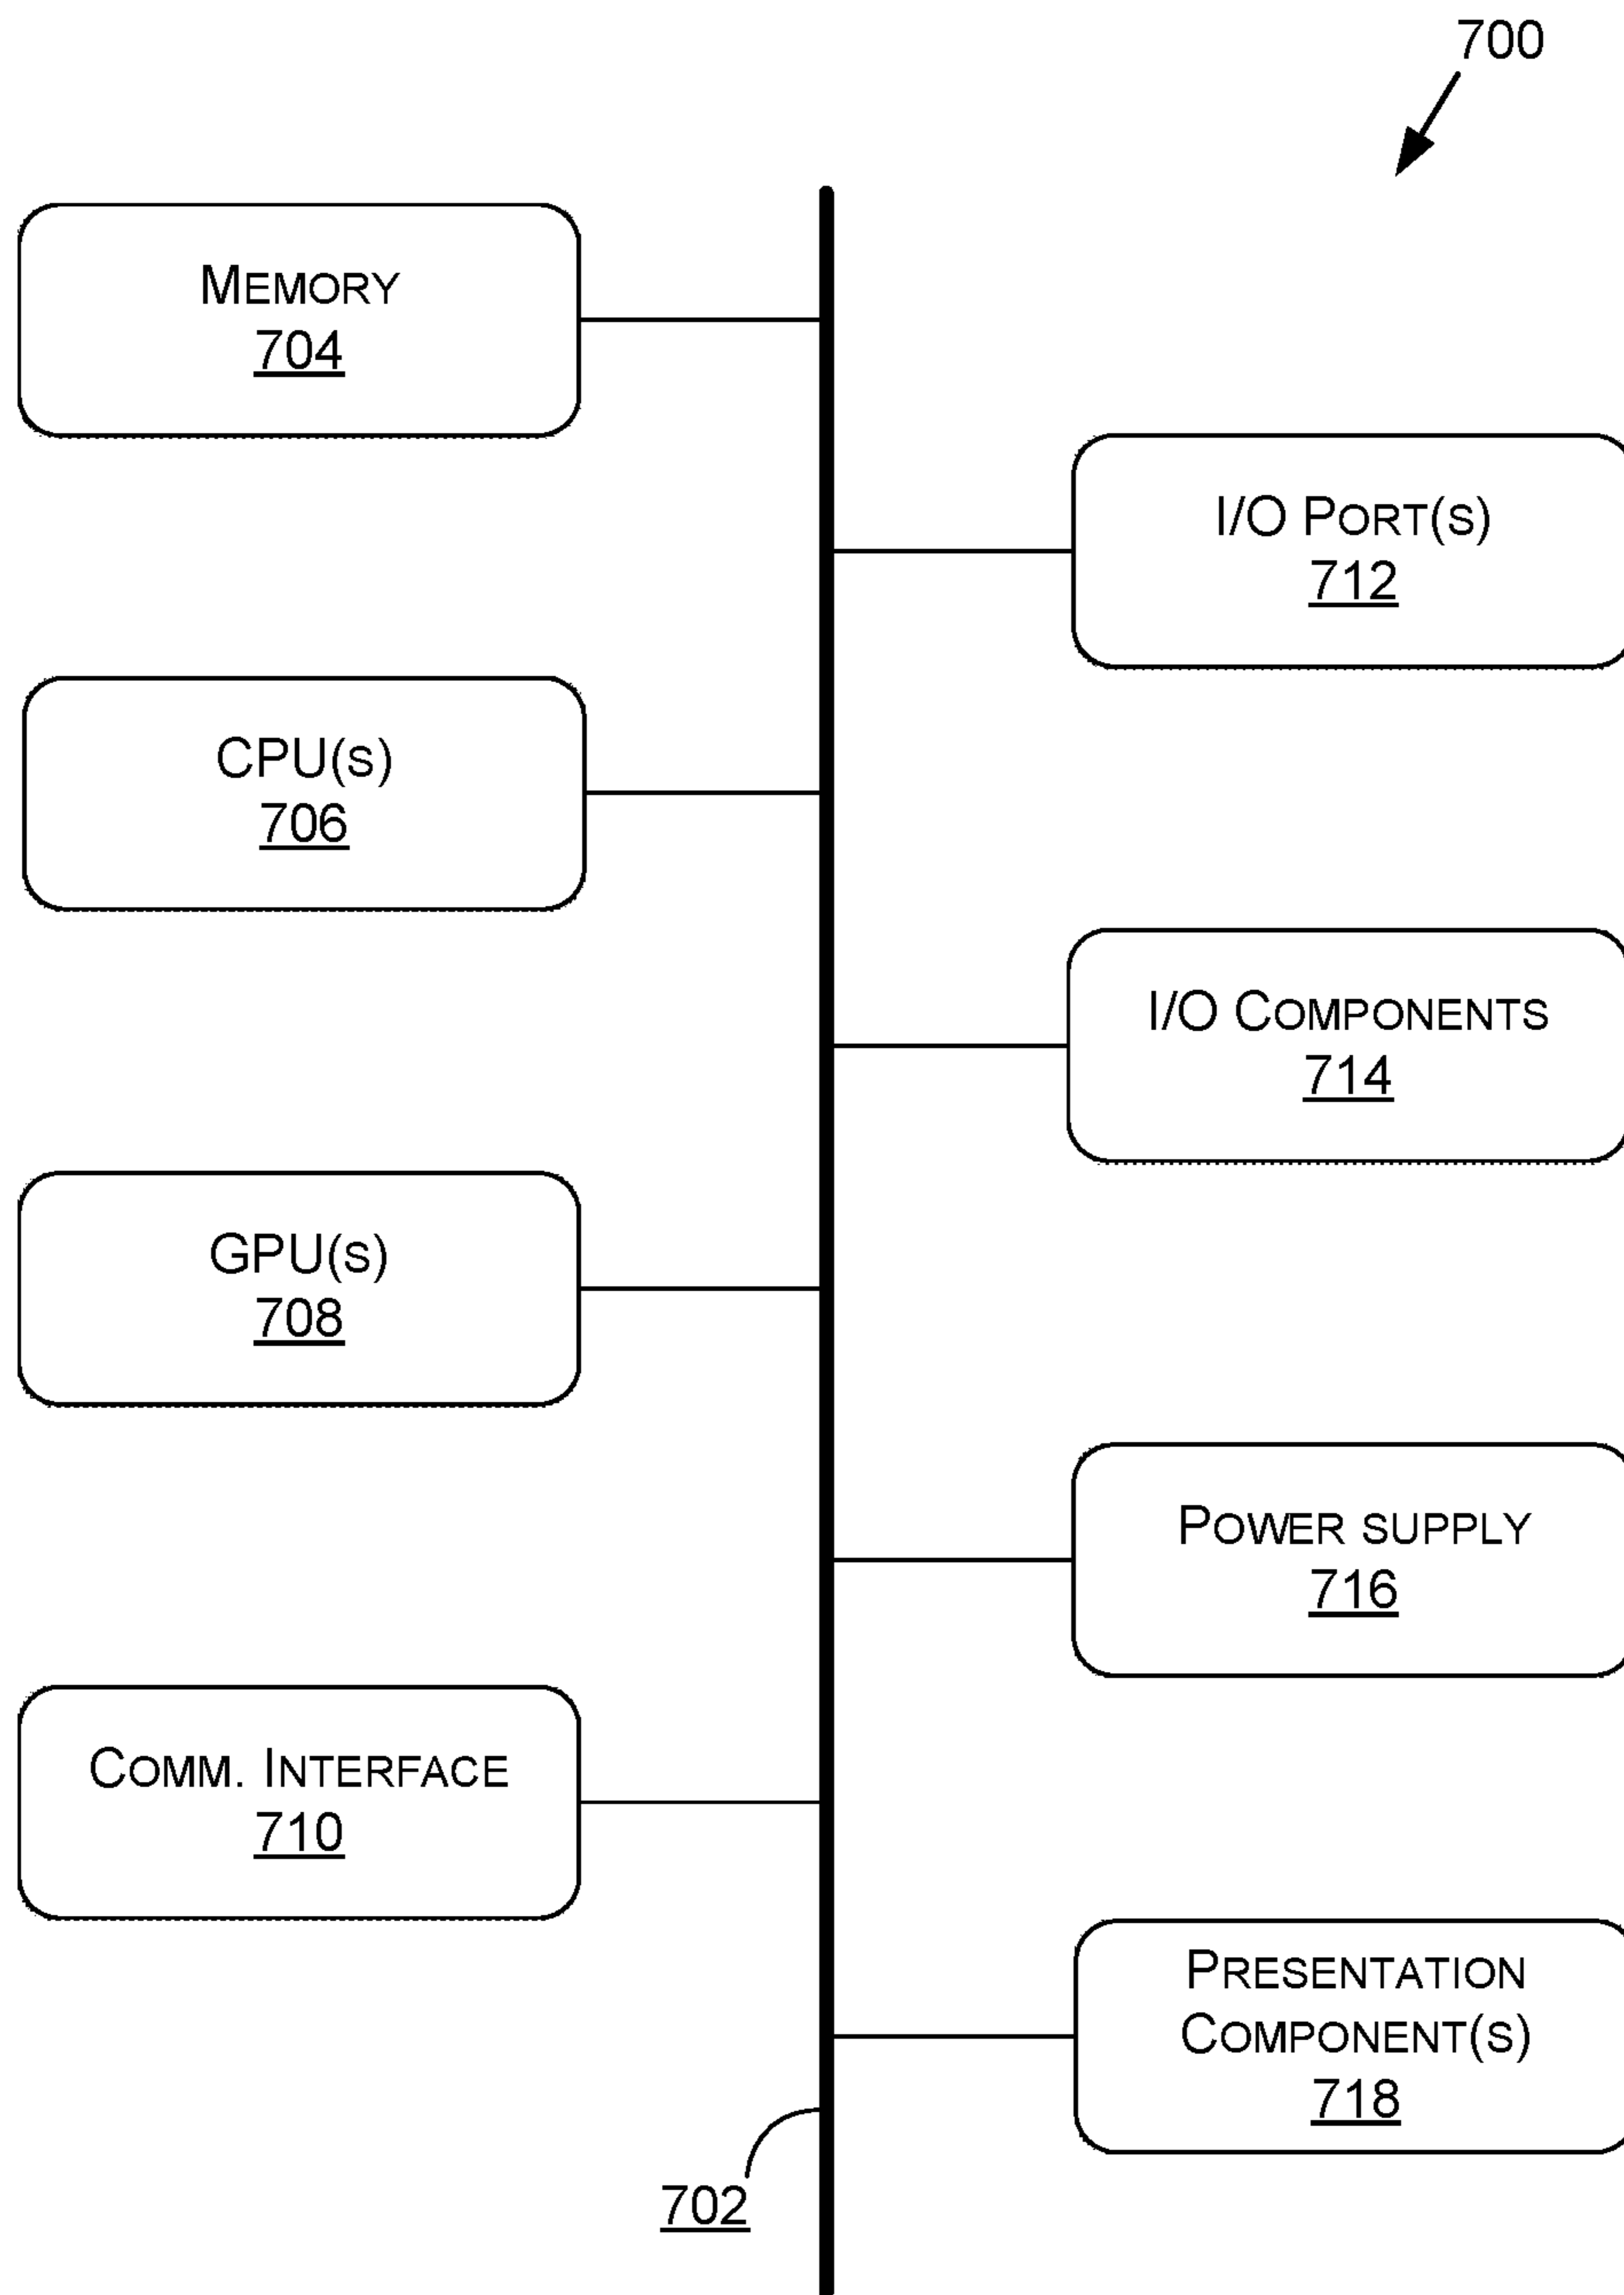 700
MEMORY
704
I/O PORT(S)
712
CPU(S)
706
I/O COMPONENTS
714
GPU(S)
708
POWER SUPPLY
716
COMM. INTERFACE
710
PRESENTATION
COMPONENT(S)
718
702